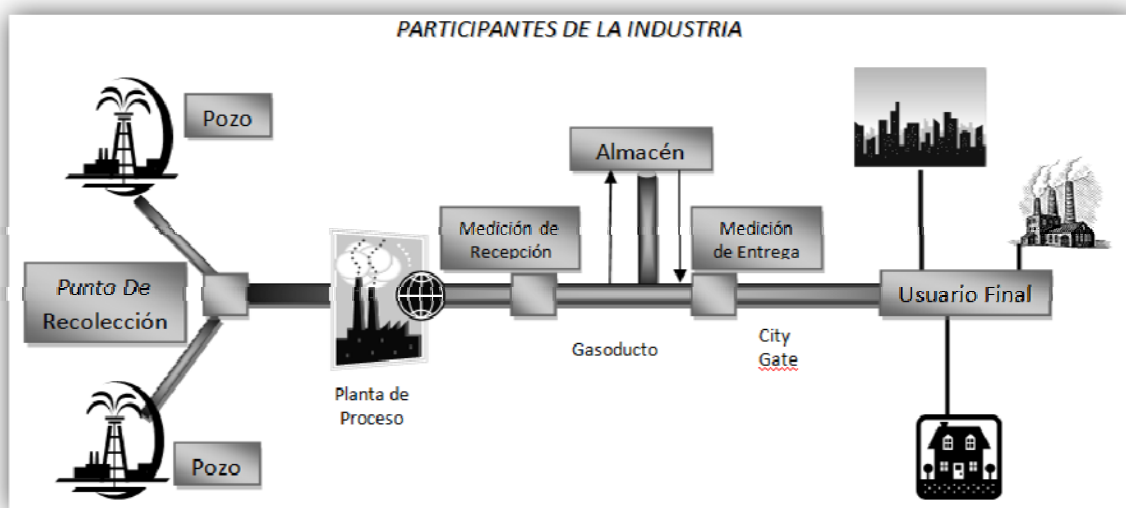 PARTICIPANTES DE LA INDUSTRIA
Pozo
Punto De
Recolección
Pozo
Planta de
Proceso
Medición de
Recepción
Almacén
Gasoducto
Medición
de Entrega
City
Gate
Usuario Final